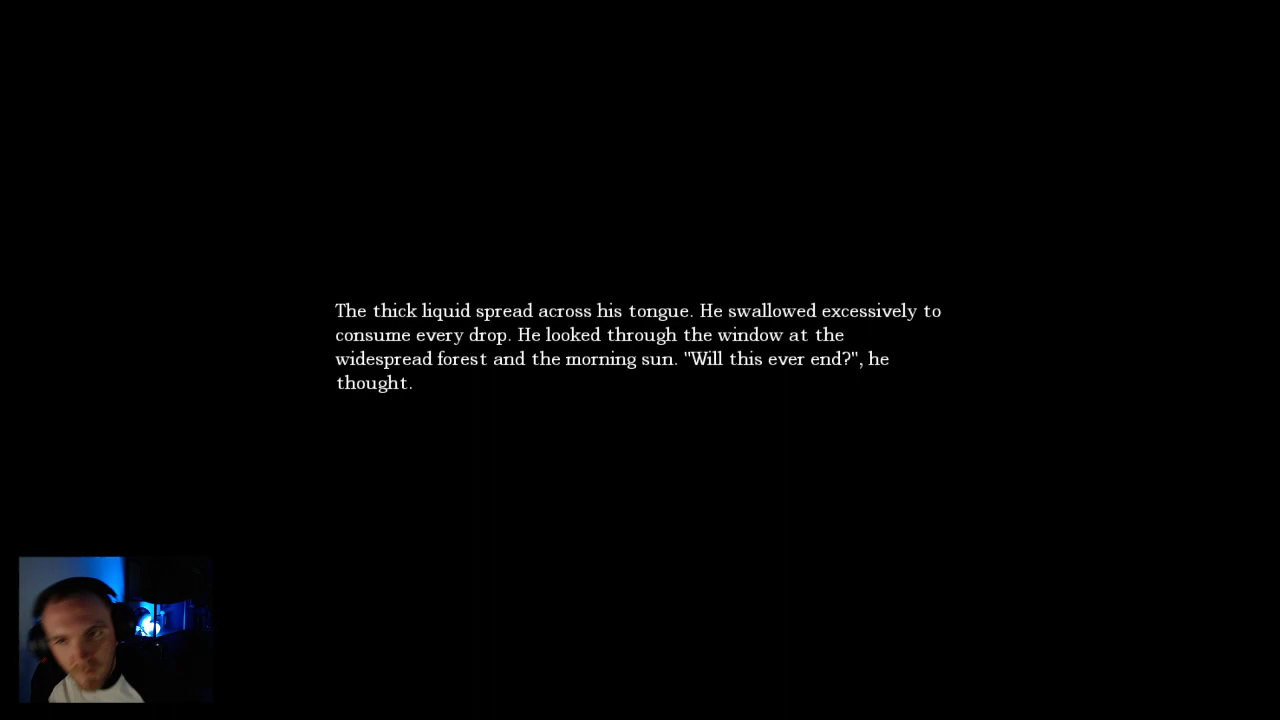 The thick liquid spread across his tongue. He swallowed excessively to
consume every drop. He looked through the window at the
widespread forest and the morning sun. "Will this ever end?", he
thought.